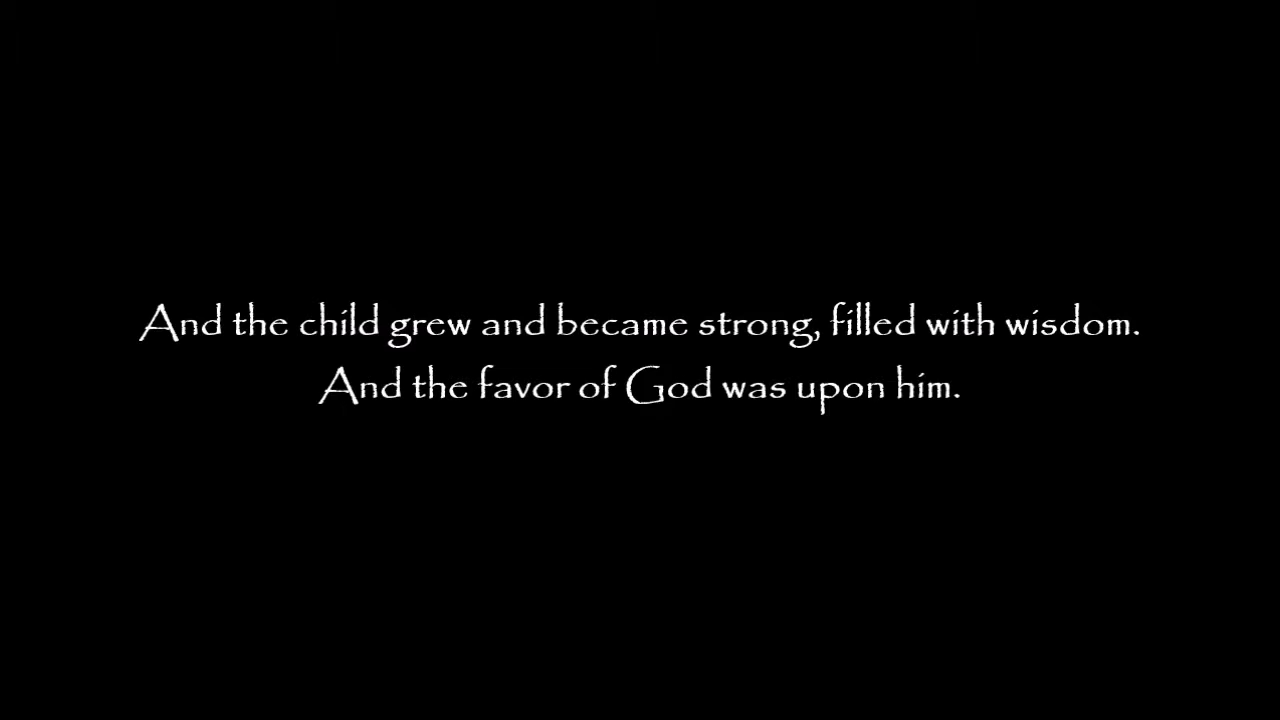 And the child grew and became strong, filled with wisdom.
And the favor of God was upon him.